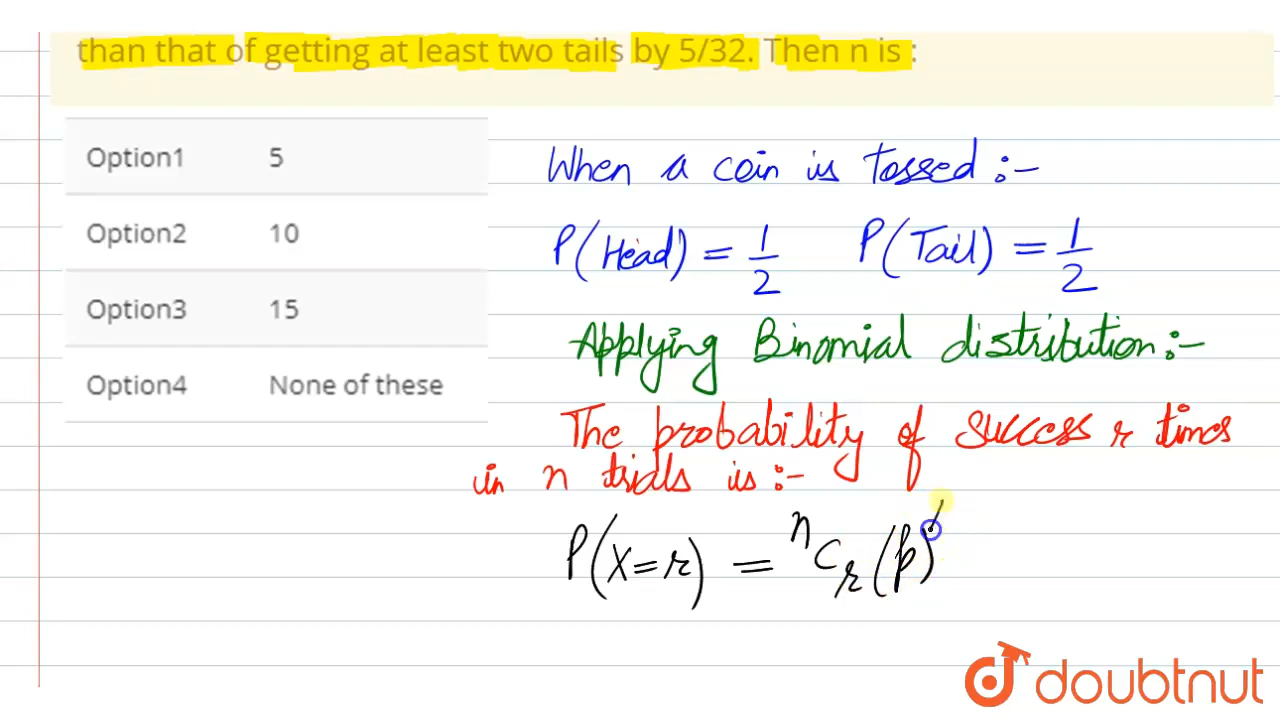 than that of getting at least two tails by 5/32. Then n is :
Option1 5
Option2 10
Option3 15
Option4 None of these
When a coin is tossed :-
P(Head) = 1/2 P(Tail) = 1/2
Applying Binomial distribution:-
The probability of success r times
in n trials is :-
P(X=r) = nCr(p)
doubtnut